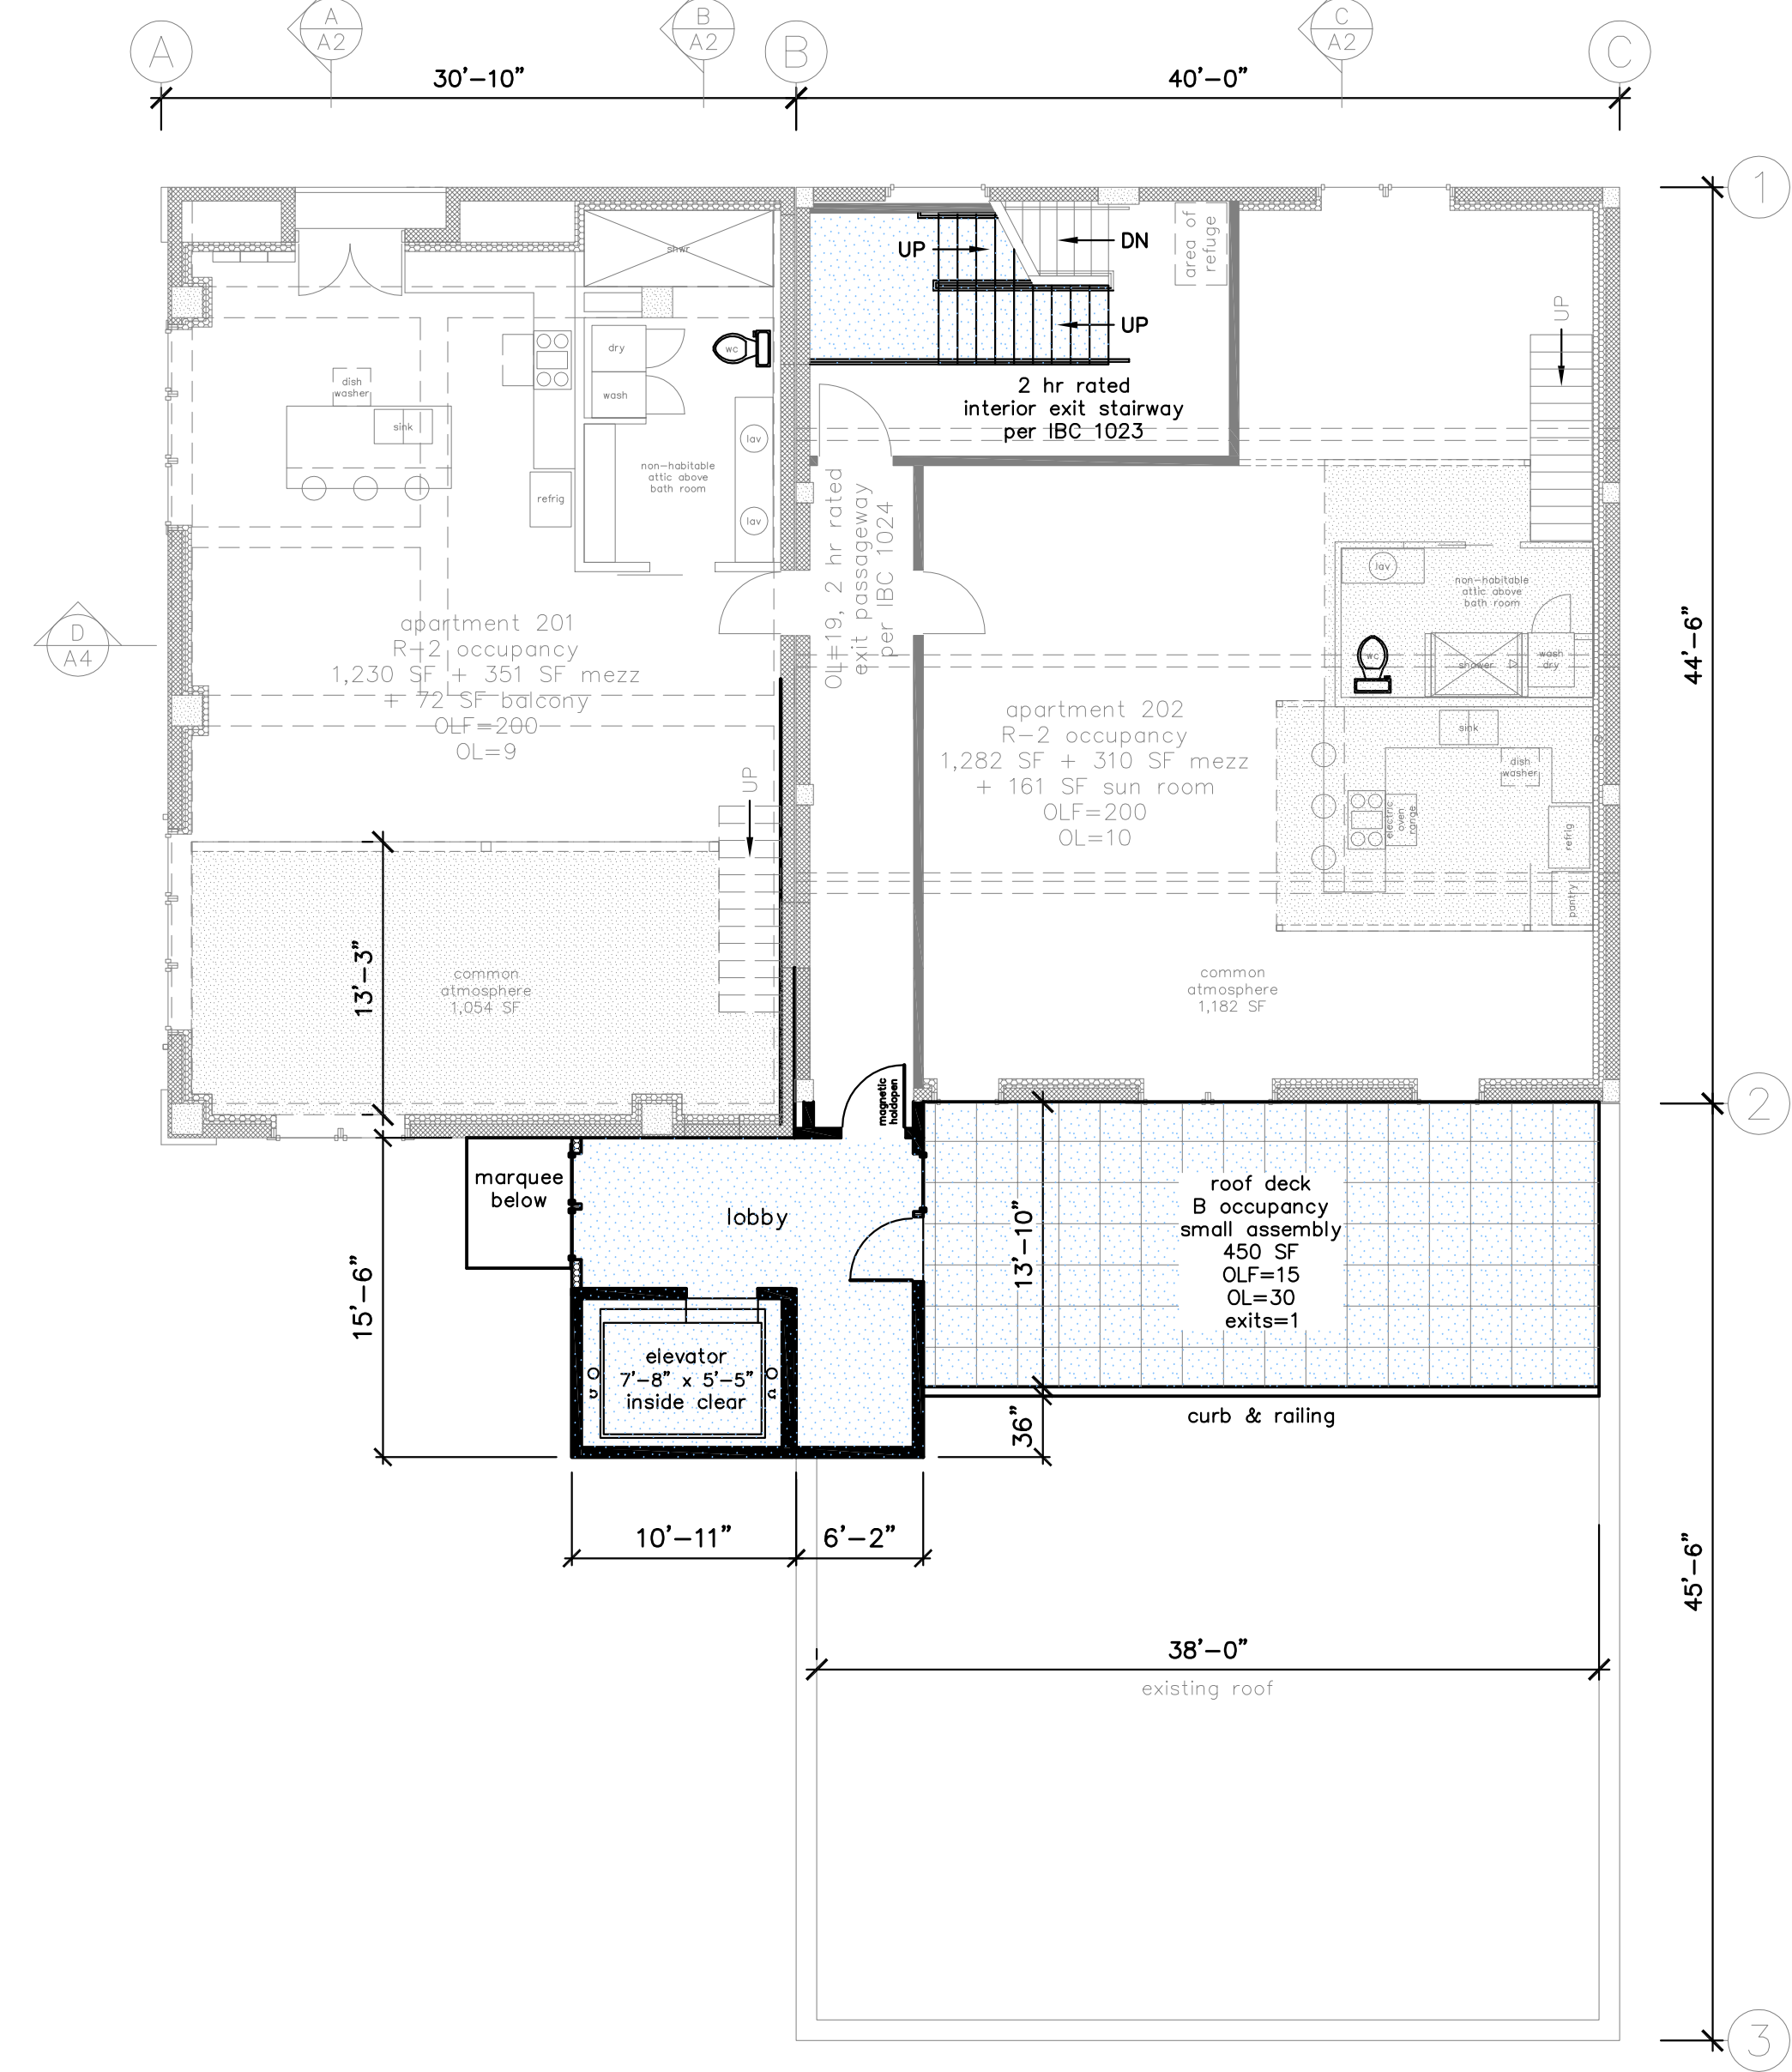 A
A
A2
B
A2
B
C
A2
C
30’–10”
40’–0”
1
shwr
UP
DN
area of
refuge
UP
UP
dry
wc
wash
dish
washer
sink
2 hr rated
interior exit stairway
per IBC 1023
lav
non–habitable
attic above
bath room
refrig
lav
OL=19, 2 hr rated
exit passageway
per IBC 1024
lav
non–habitable
attic above
bath room
D
A4
apartment 201
R–2 occupancy
1,230 SF + 351 SF mezz
+ 72 SF balcony
OLF=200
OL=9
wc
shower
wash
dry
44’–6”
apartment 202
R–2 occupancy
1,282 SF + 310 SF mezz
+ 161 SF sun room
OLF=200
OL=10
sink
dish
washer
electric
oven
range
refrig
pantry
UP
13’–3”
common
atmosphere
1,054 SF
common
atmosphere
1,182 SF
magnetic
holdopen
2
marquee
below
lobby
15’–6”
13’–10”
roof deck
B occupancy
small assembly
450 SF
OLF=15
OL=30
exits=1
elevator
7’–8” x 5’–5”
inside clear
36”
curb & railing
10’–11”
6’–2”
45’–6”
38’–0”
existing roof
3